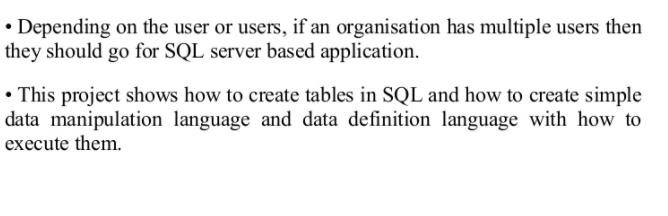 • Depending on the user or users, if an organisation has multiple users then
they should go for SQL server based application.
• This project shows how to create tables in SQL and how to create simple
data manipulation language and data definition language with how to
execute them.